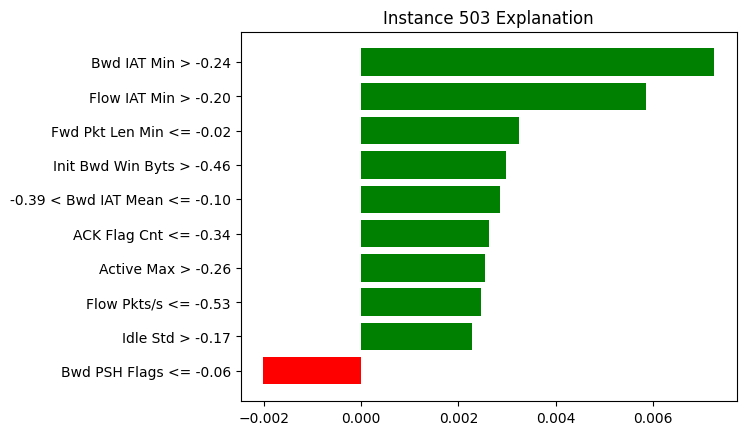 Instance 503 Explanation
Bwd IAT Min > -0.24
Flow IAT Min > -0.20
Fwd Pkt Len Min <= -0.02
Init Bwd Win Byts > -0.46
-0.39 < Bwd IAT Mean <= -0.10
ACK Flag Cnt <= -0.34
Active Max > -0.26
Flow Pkts/s <= -0.53
Idle Std > -0.17
Bwd PSH Flags <= -0.06
−0.002 0.000 0.002 0.004 0.006